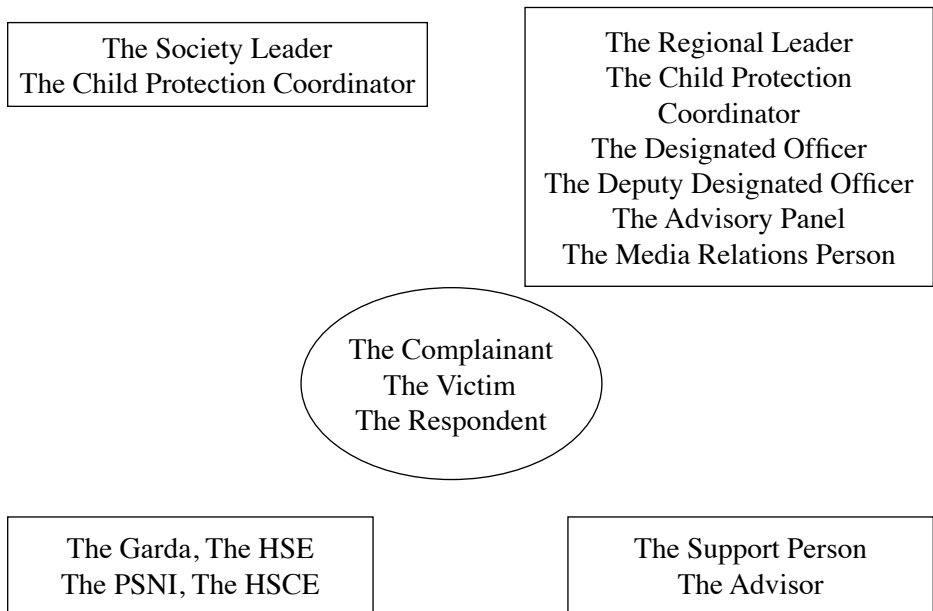 The Society Leader
The Child Protection Coordinator
The Regional Leader
The Child Protection
Coordinator
The Designated Officer
The Deputy Designated Officer
The Advisory Panel
The Media Relations Person
The Complainant
The Victim
The Respondent
The Garda, The HSE
The PSNI, The HSCE
The Support Person
The Advisor